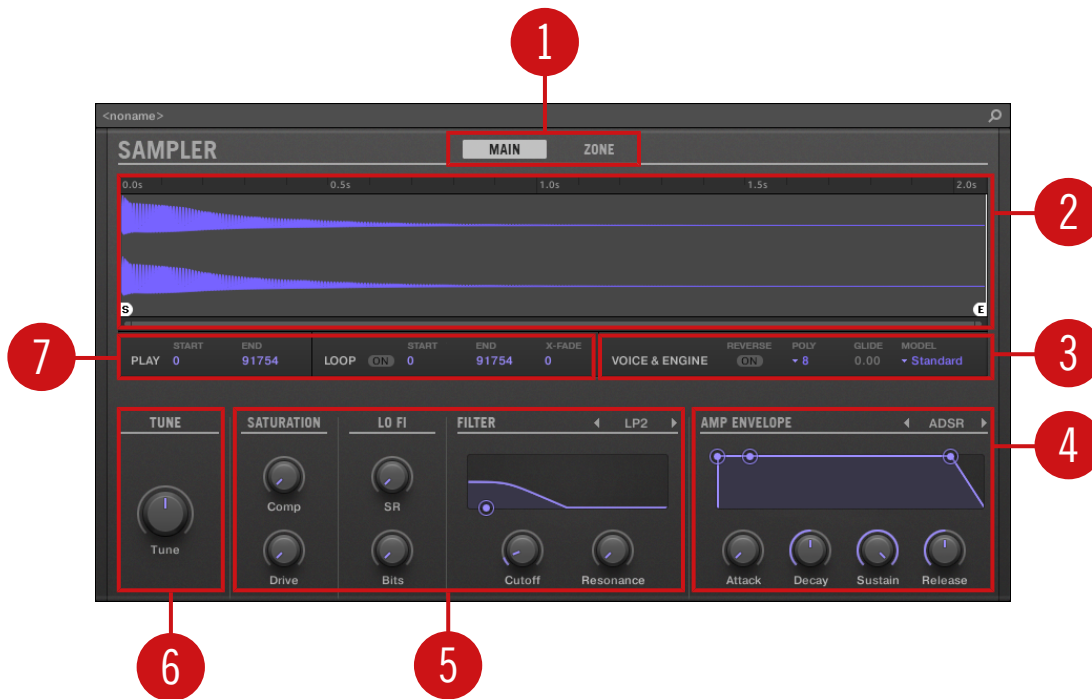 1
<noname>
SAMPLER
MAIN ZONE
0.0s 0.5s 1.0s 1.5s 2.0s
2
S E
7
START END START END X-FADE REVERSE POLY GLIDE MODEL
PLAY 0 91754 LOOP ON 0 91754 0 VOICE & ENGINE ON 8 0.00 Standard
3
TUNE SATURATION LO FI FILTER LP2 AMP ENVELOPE ADSR
4
Comp SR
Tune
Drive Bits Cutoff Resonance Attack Decay Sustain Release
6 5